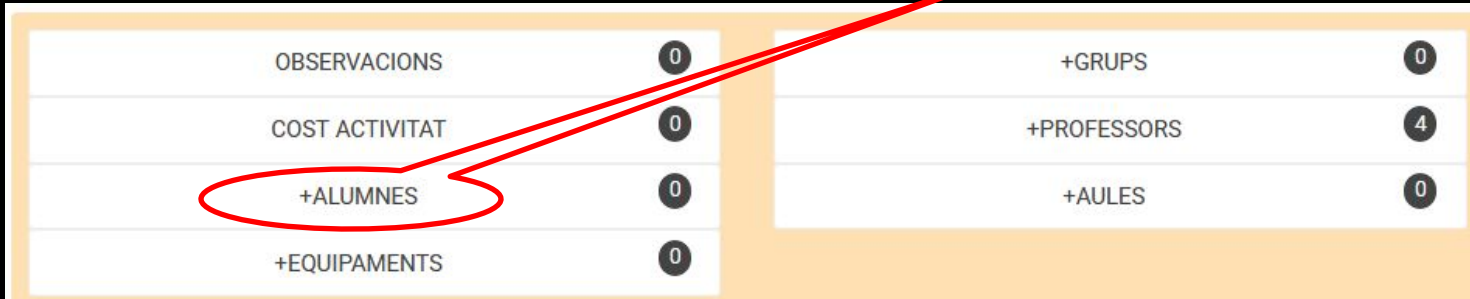 OBSERVACIONS 0
COST ACTIVITAT 0
+ALUMNES 0
+EQUIPAMENTS 0
+GRUPS 0
+PROFESSORS 4
+AULES 0